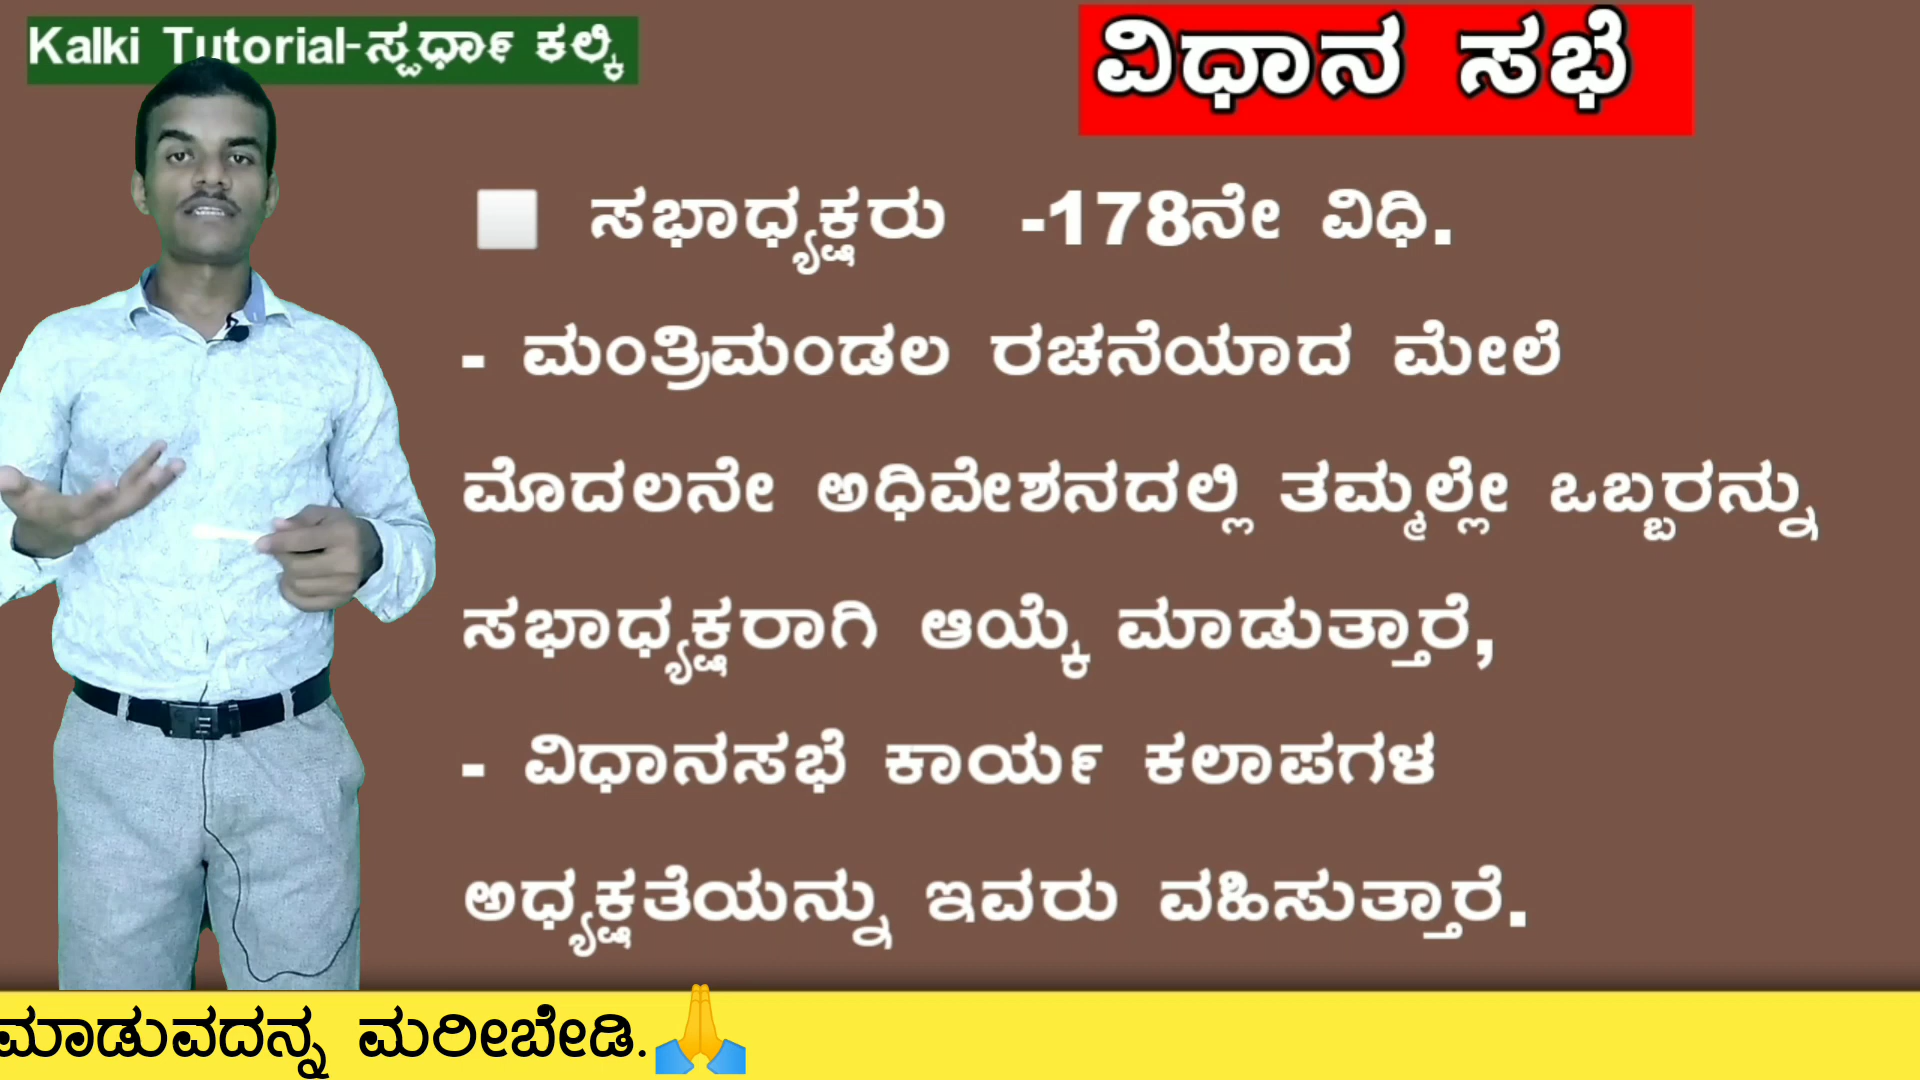 Kalki Tutorial-ಸ್ಪರ್ಧಾ ಕಲ್ಕಿ
ವಿಧಾನ ಸಭೆ
ಸಭಾಧ್ಯಕ್ಷರು -178ನೇ ವಿಧಿ.
- ಮಂತ್ರಿಮಂಡಲ ರಚನೆಯಾದ ಮೇಲೆ
ಮೊದಲನೇ ಅಧಿವೇಶನದಲ್ಲಿ ತಮ್ಮಲ್ಲೇ ಒಬ್ಬರನ್ನು
ಸಭಾಧ್ಯಕ್ಷರಾಗಿ ಆಯ್ಕೆ ಮಾಡುತ್ತಾರೆ,
- ವಿಧಾನಸಭೆ ಕಾರ್ಯ ಕಲಾಪಗಳ
ಅಧ್ಯಕ್ಷತೆಯನ್ನು ಇವರು ವಹಿಸುತ್ತಾರೆ.
ಮಾಡುವದನ್ನ ಮರೀಬೇಡಿ.🙏